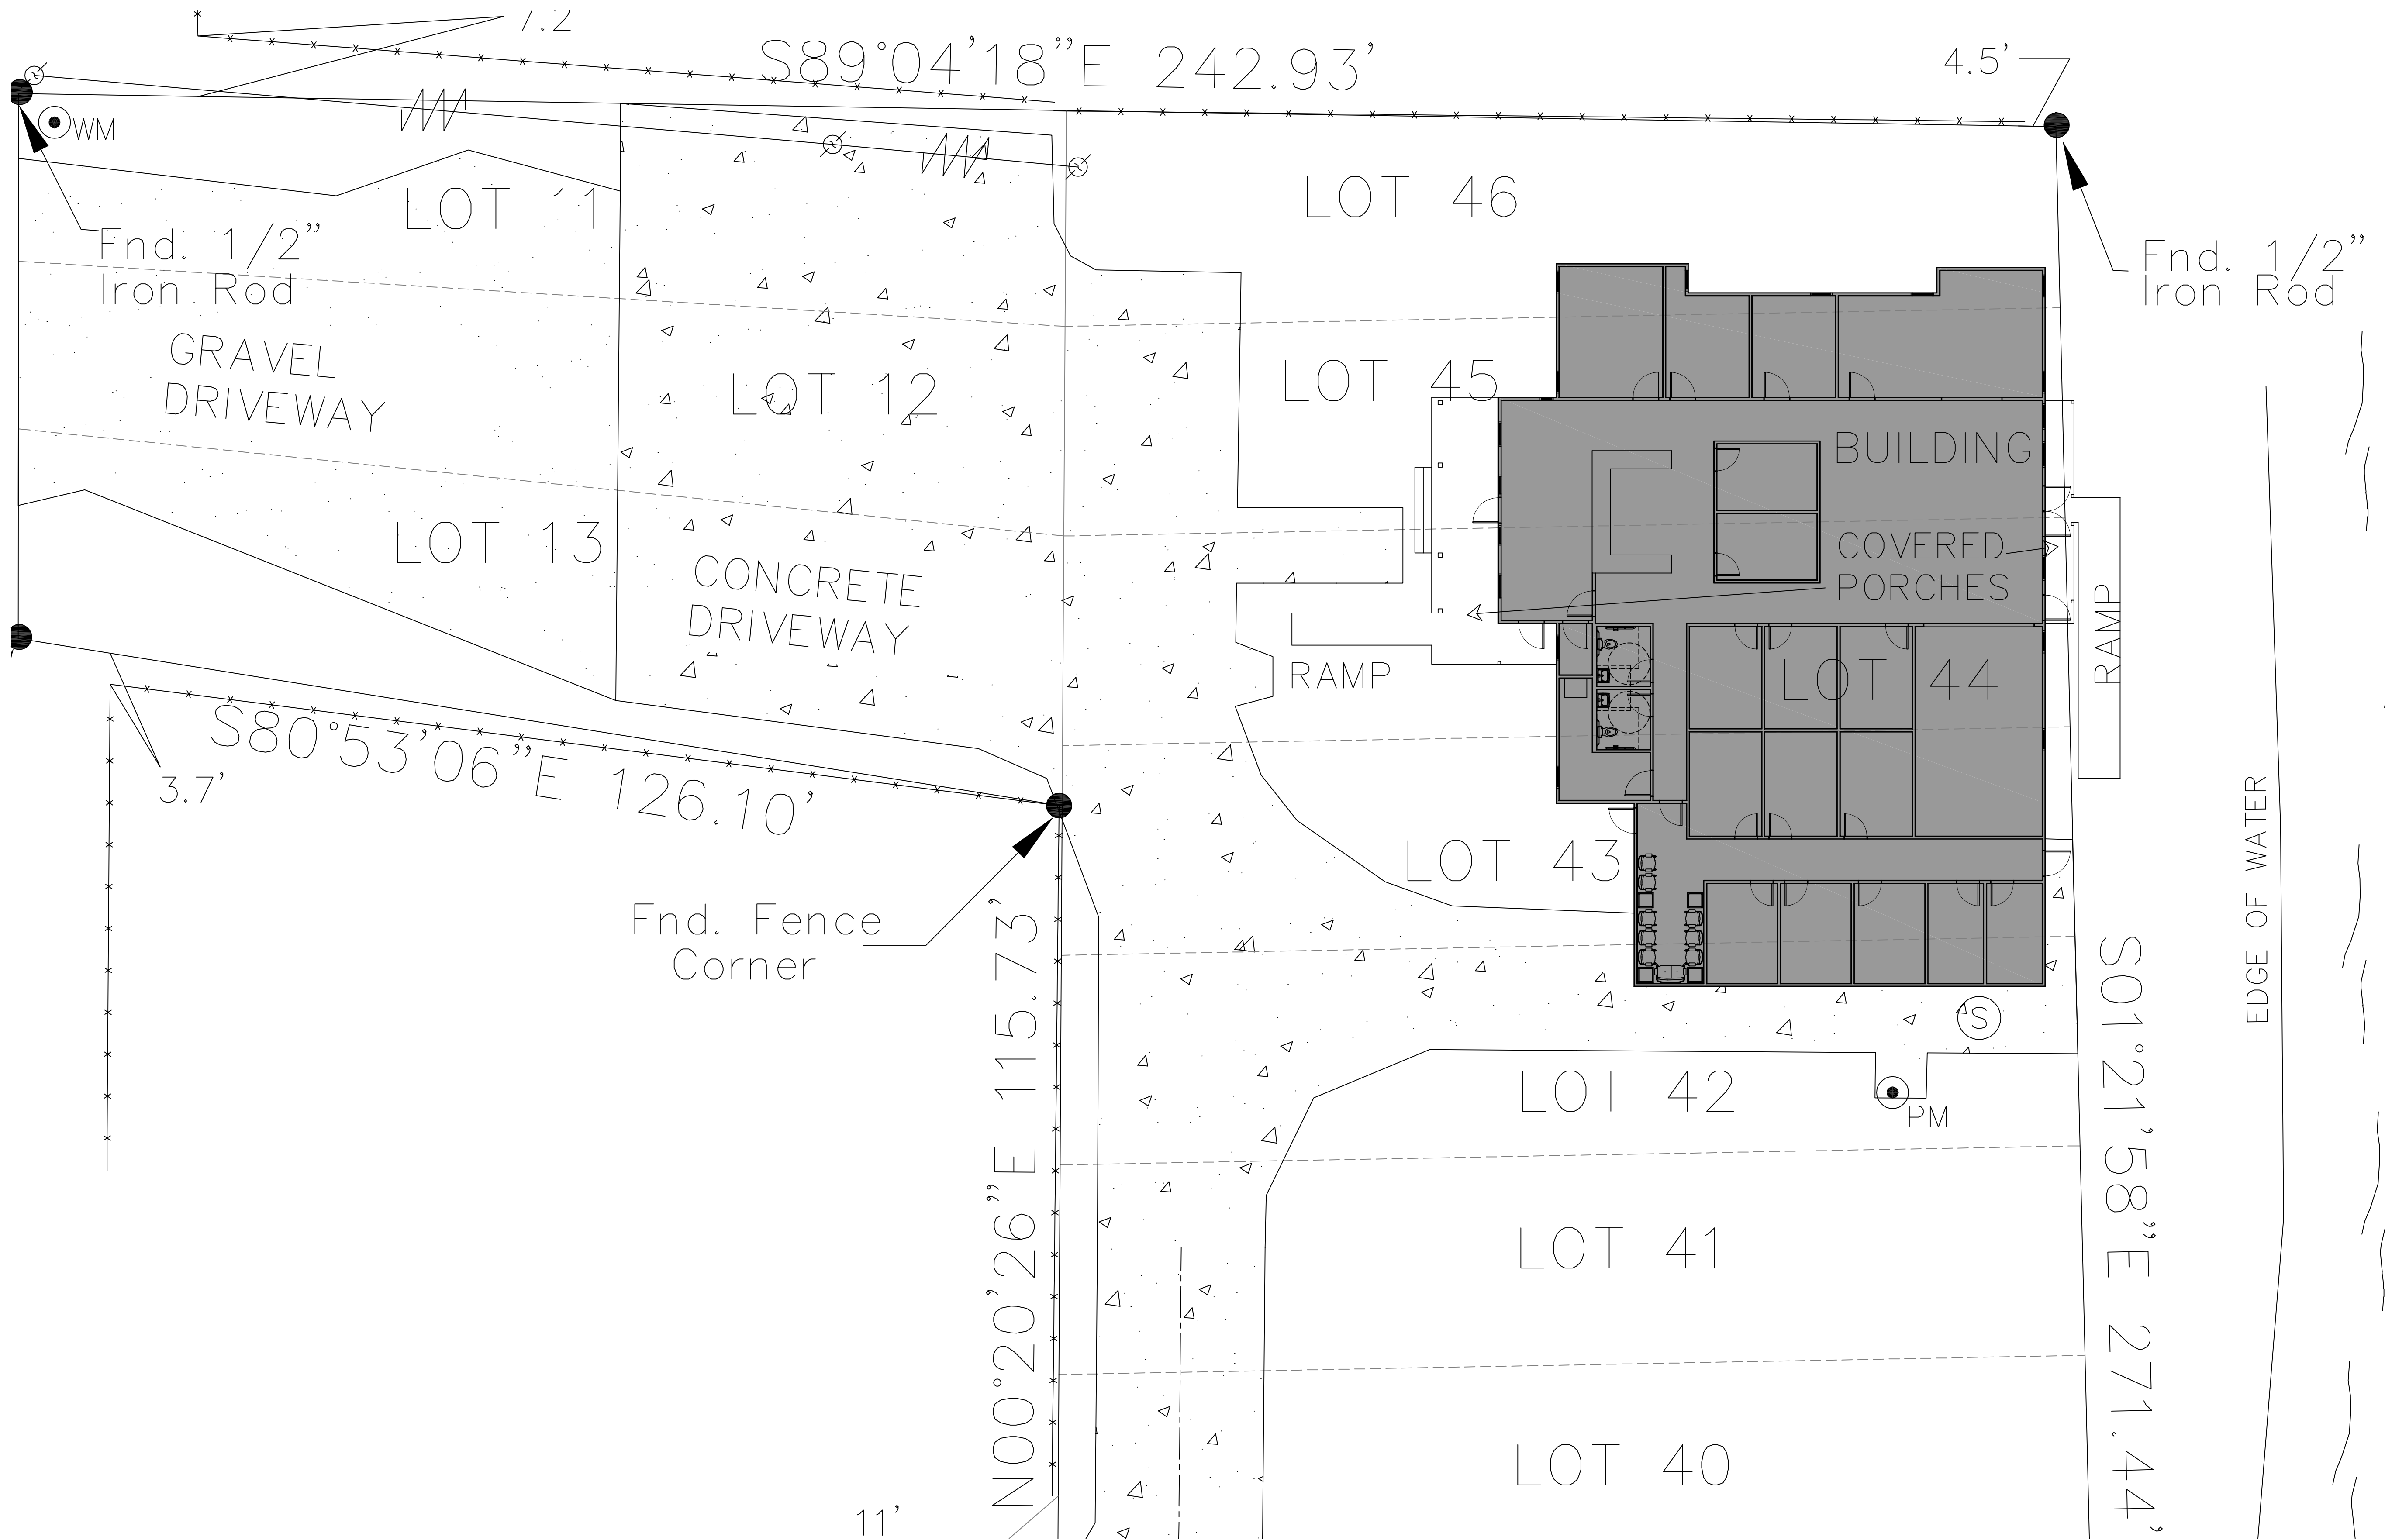 7.2
S89°04'18"E 242.93'
4.5'
WM
LOT 11
LOT 46
Fnd. 1/2"
Iron Rod
Fnd. 1/2"
Iron Rod
GRAVEL
DRIVEWAY
LOT 12
LOT 45
BUILDING
LOT 13
COVERED
PORCHES
CONCRETE
DRIVEWAY
RAMP
RAMP
LOT 44
S80°53'06"E 126.10'
3.7'
EDGE OF WATER
LOT 43
Fnd. Fence
Corner
N00°20'26"E 115.73'
S01°21'58"E 271.44'
S
LOT 42
PM
LOT 41
LOT 40
11'